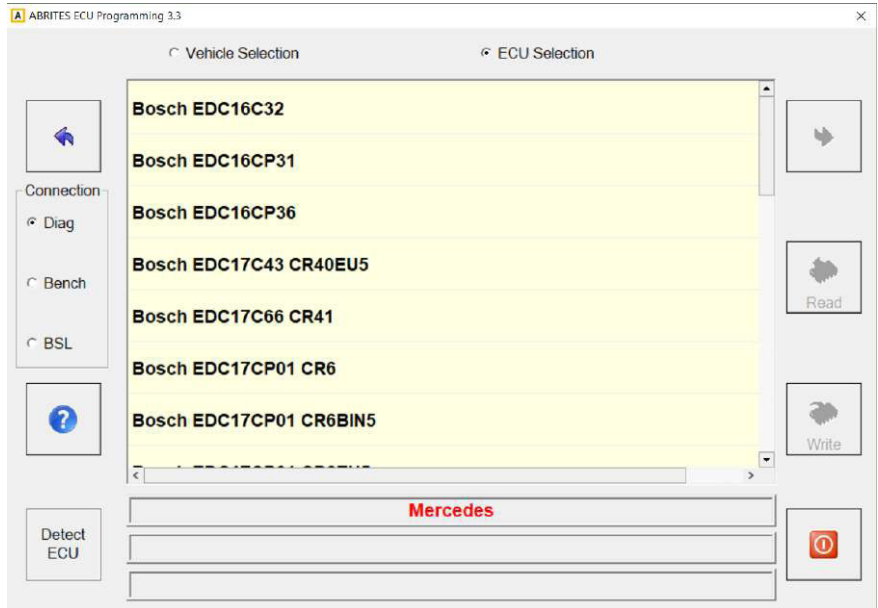 A ABRITES ECU Programming 3.3
Vehicle Selection
ECU Selection
Bosch EDC16C32
Bosch EDC16CP31
Bosch EDC16CP36
Bosch EDC17C43 CR40EU5
Bosch EDC17C66 CR41
Bosch EDC17CP01 CR6
Bosch EDC17CP01 CR6BIN5
Connection
Diag
Bench
BSL
?
Detect
ECU
Mercedes
Read
Write